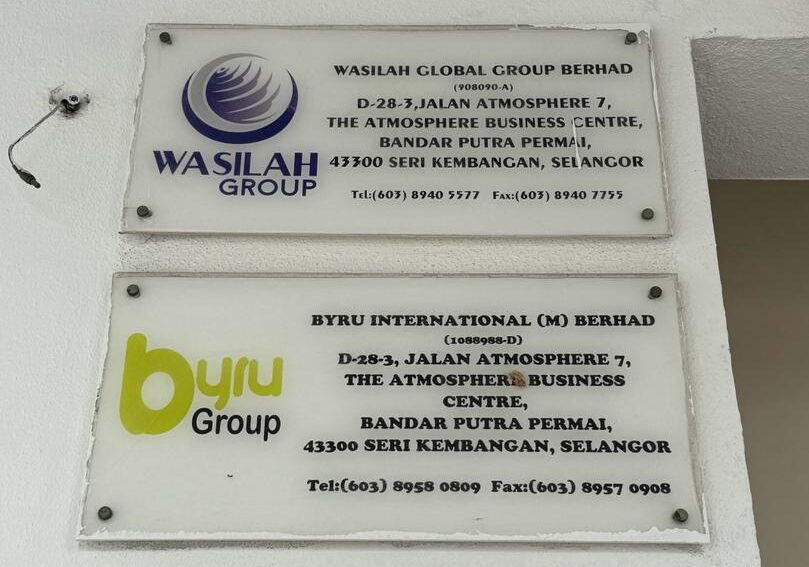 WASILAH
GROUP
WASILAH GLOBAL GROUP BERHAD
(908090-A)
D-28-3,JALAN ATMOSPHERE 7,
THE ATMOSPHERE BUSINESS CENTRE,
BANDAR PUTRA PERMAI,
43300 SERI KEMBANGAN, SELANGOR
TEL:(603) 8940 5577 FAX:(603) 8940 7755
byru
Group
BYRU INTERNATIONAL (M) BERHAD
(1088988-D)
D-28-3, JALAN ATMOSPHERE 7,
THE ATMOSPHERE BUSINESS
CENTRE,
BANDAR PUTRA PERMAI,
43300 SERI KEMBANGAN, SELANGOR
Tel:(603) 8958 0809 Fax:(603) 8957 0908